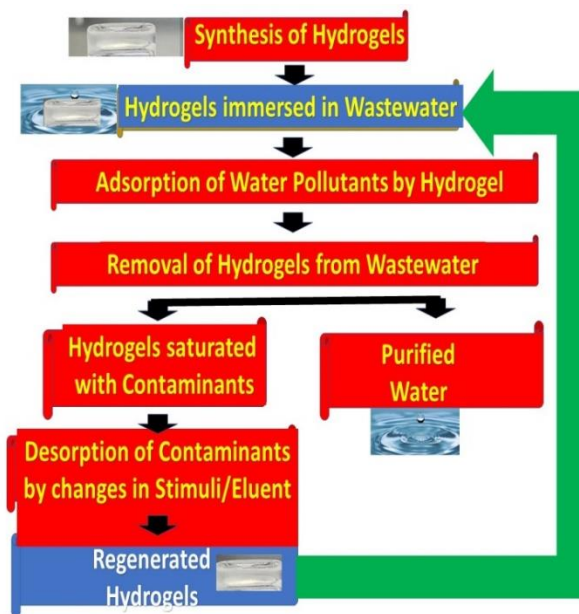 Synthesis of Hydrogels
Hydrogels immersed in Wastewater
Adsorption of Water Pollutants by Hydrogel
Removal of Hydrogels from Wastewater
Hydrogels saturated
with Contaminants
Purified
Water
Desorption of Contaminants
by changes in Stimuli/Eluent
Regenerated
Hydrogels